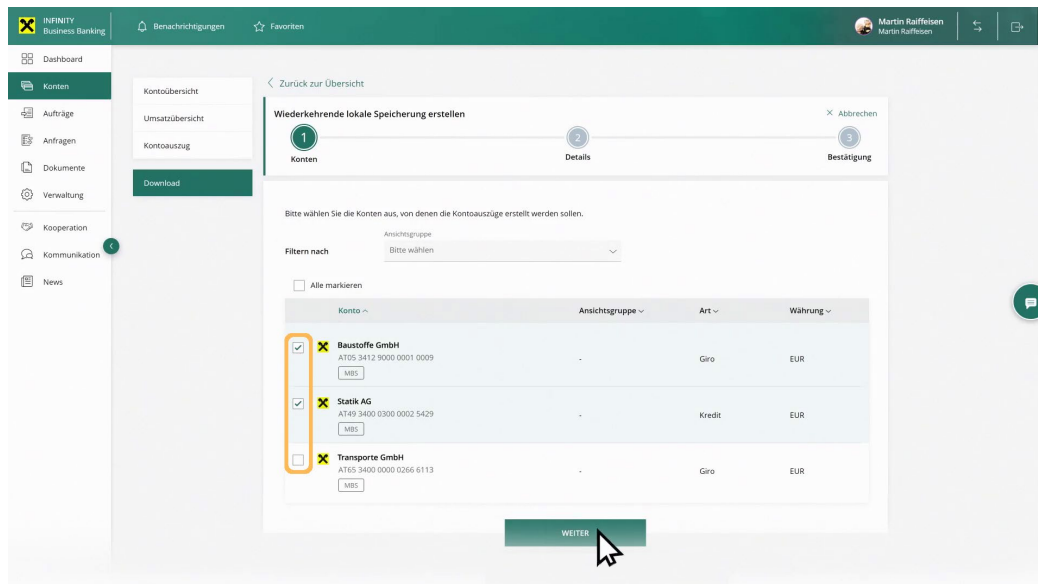 INFINITY
Business Banking
Benachrichtigungen
Favoriten
Martin Raiffeisen
Martin Raiffeisen
Dashboard
Konten
Aufträge
Anfragen
Dokumente
Verwaltung
Kooperation
Kommunikation
News
Kontoübersicht
Umsatzübersicht
Kontoauszug
Download
Zurück zur Übersicht
Wiederkehrende lokale Speicherung erstellen
Abbrechen
1
2
3
Konten
Details
Bestätigung
Bitte wählen Sie die Konten aus, von denen die Kontoauszüge erstellt werden sollen.
Ansichtsgruppe
Filtern nach
Bitte wählen
Alle markieren
Konto
Ansichtsgruppe
Art
Währung
Baustoffe GmbH
AT05 3412 9000 0001 0009
-
Giro
EUR
MBS
Statik AG
AT49 3400 0300 0002 5429
-
Kredit
EUR
MBS
Transporte GmbH
AT65 3400 0000 0266 6113
-
Giro
EUR
MBS
WEITER